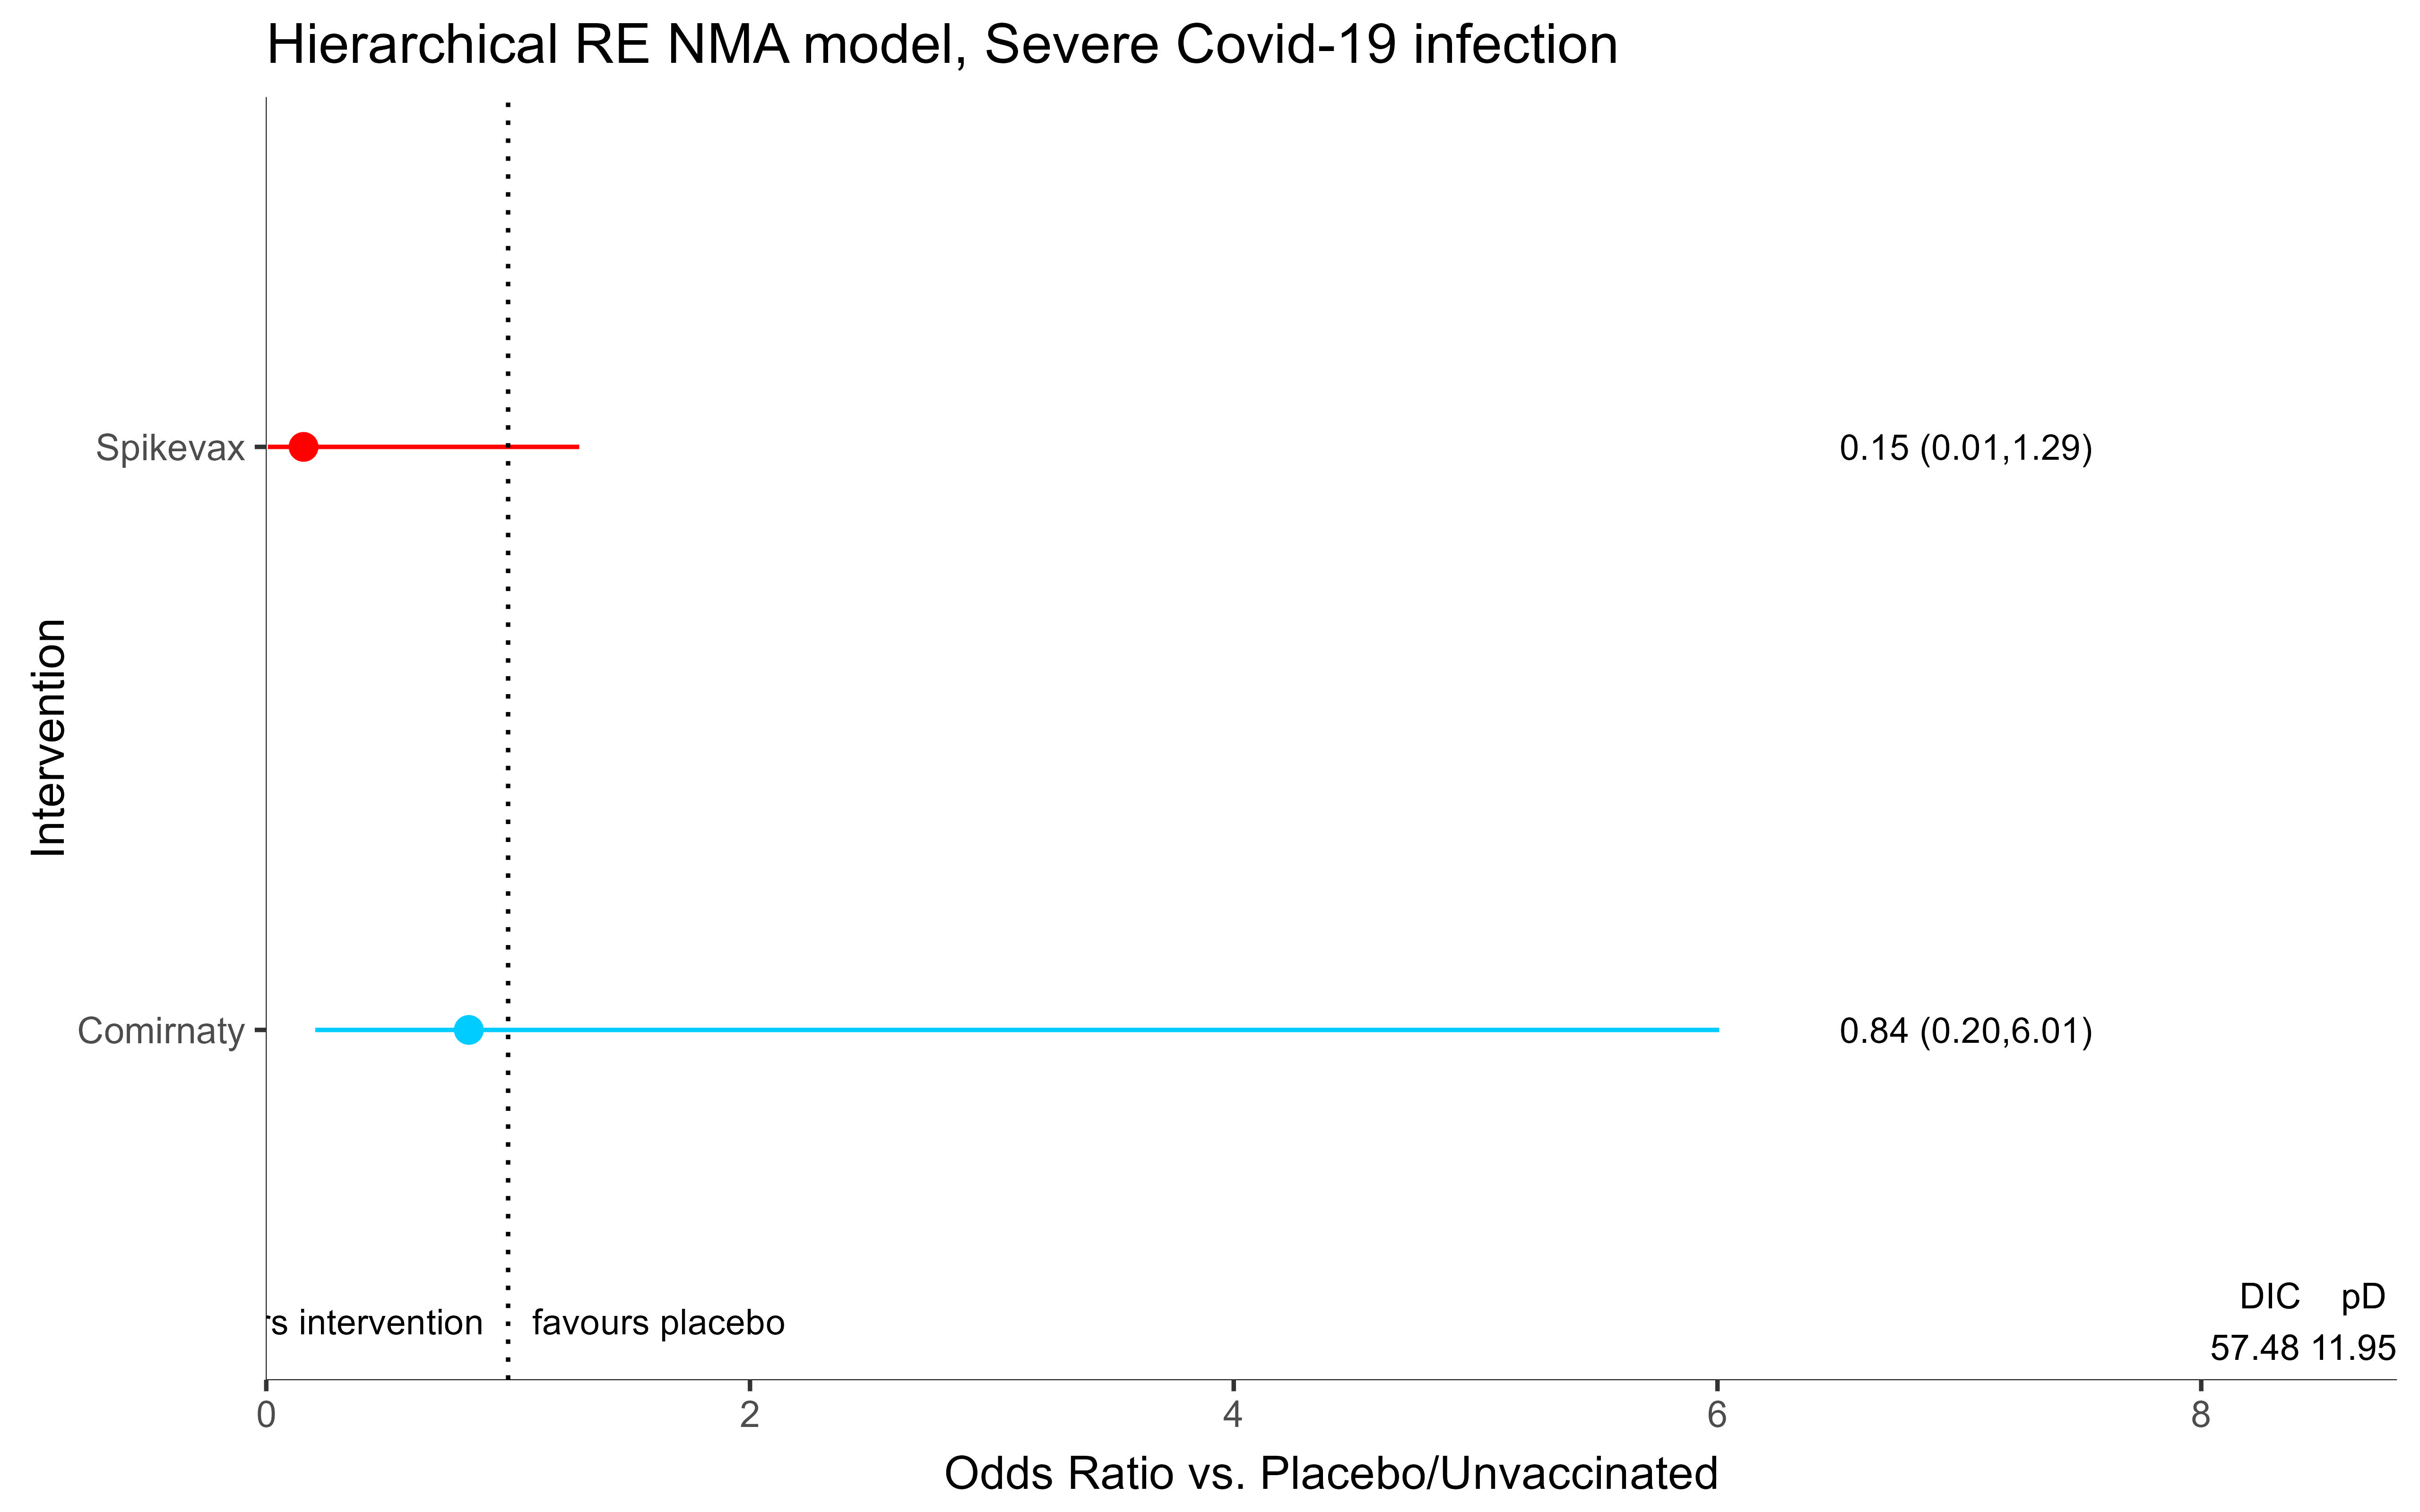 Hierarchical RE NMA model, Severe Covid-19 infection
Intervention
Spikevax
0.15 (0.01,1.29)
Comirnaty
0.84 (0.20,6.01)
intervention
favours placebo
DIC pD
57.48 11.95
0 2 4 6 8
Odds Ratio vs. Placebo/Unvaccinated